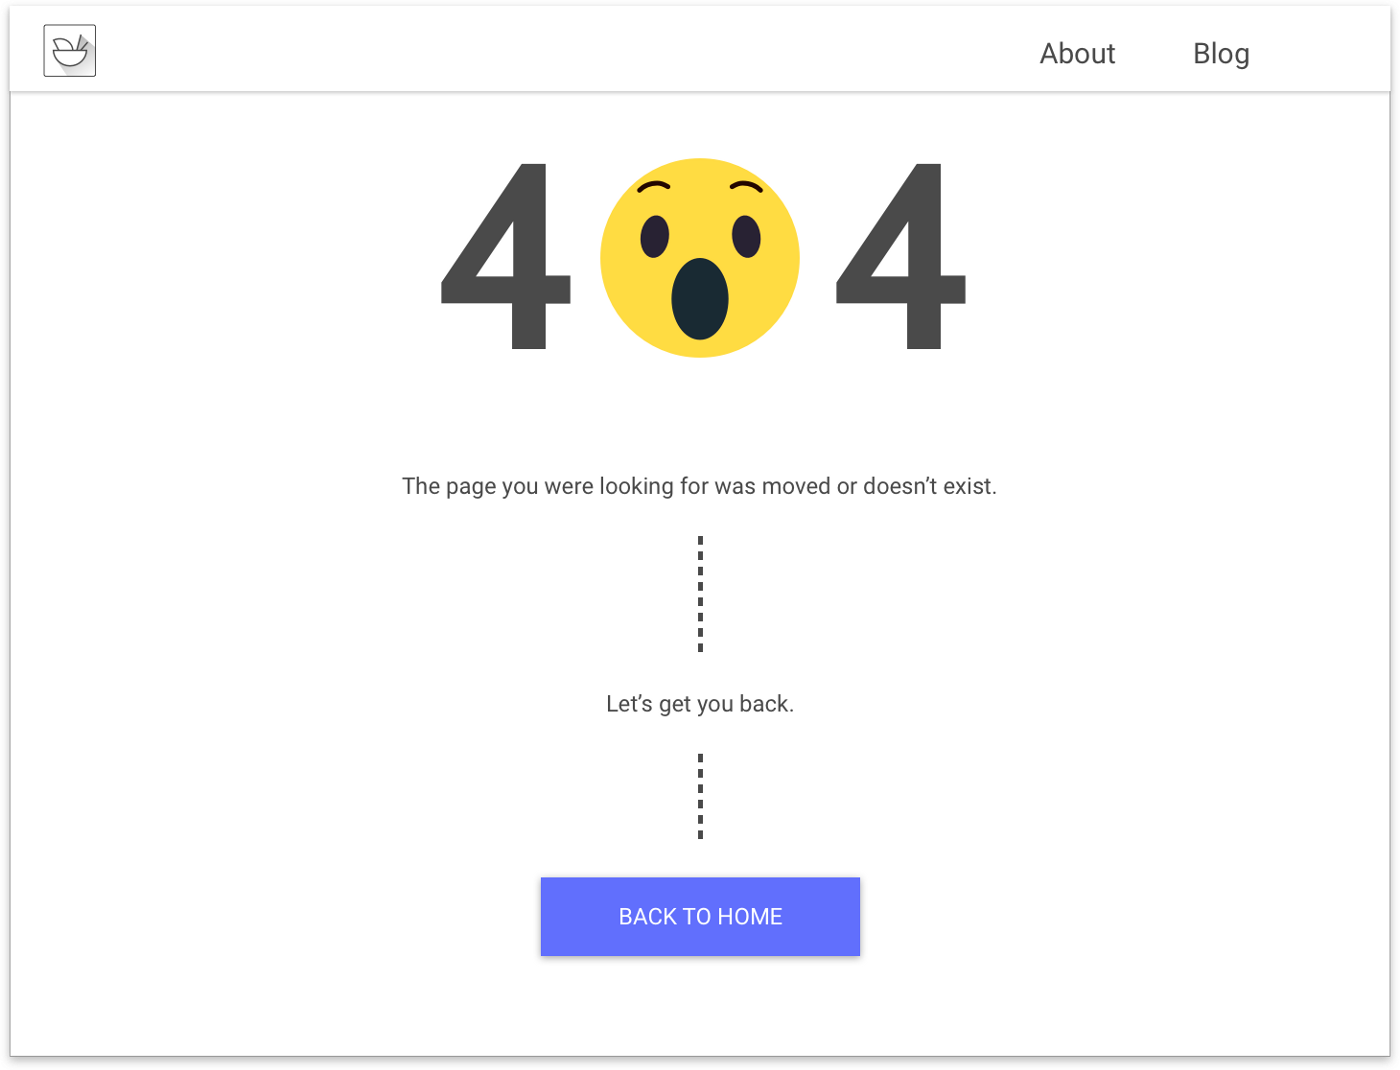 About Blog
4 4
The page you were looking for was moved or doesn’t exist.
Let’s get you back.
BACK TO HOME